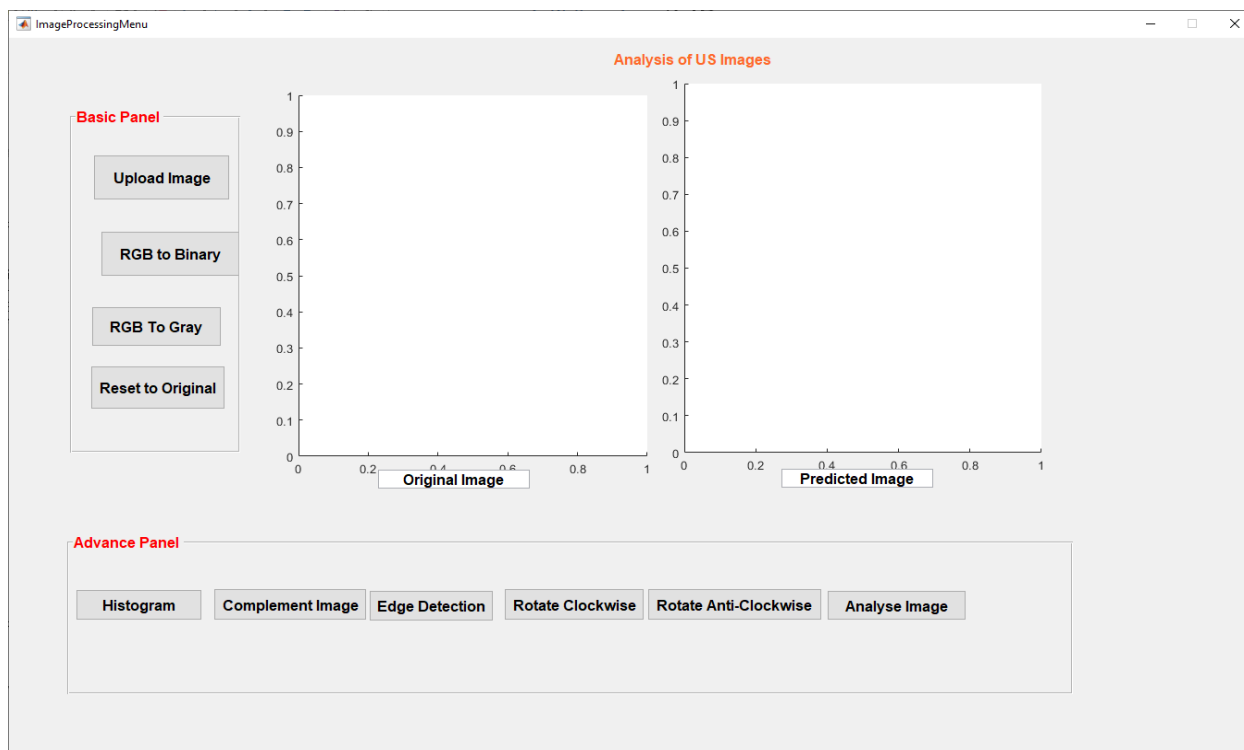 ImageProcessingMenu
Analysis of US Images
Basic Panel
Upload Image
RGB to Binary
RGB To Gray
Reset to Original
1
0.9
0.8
0.7
0.6
0.5
0.4
0.3
0.2
0.1
0
0 0.2 0.4 0.6 0.8 1
Original Image
1
0.9
0.8
0.7
0.6
0.5
0.4
0.3
0.2
0.1
0
0 0.2 0.4 0.6 0.8 1
Predicted Image
Advance Panel
Histogram Complement Image Edge Detection Rotate Clockwise Rotate Anti-Clockwise Analyse Image